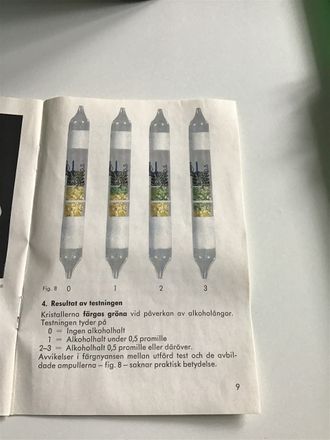 Fig. 8 0 1 2 3
4. Resultat av testningen
Kristallerna färgas gröna vid påverkan av alkoholångor.
Testningen tyder på
0 = Ingen alkoholhalt
1 = Alkoholhalt under 0,5 promille
2–3 = Alkoholhalt 0,5 promille eller däröver.
Avvikelser i färgnyansen mellan utförd test och de avbil-
dade ampullerna – fig. 8 – saknar praktisk betydelse.
9